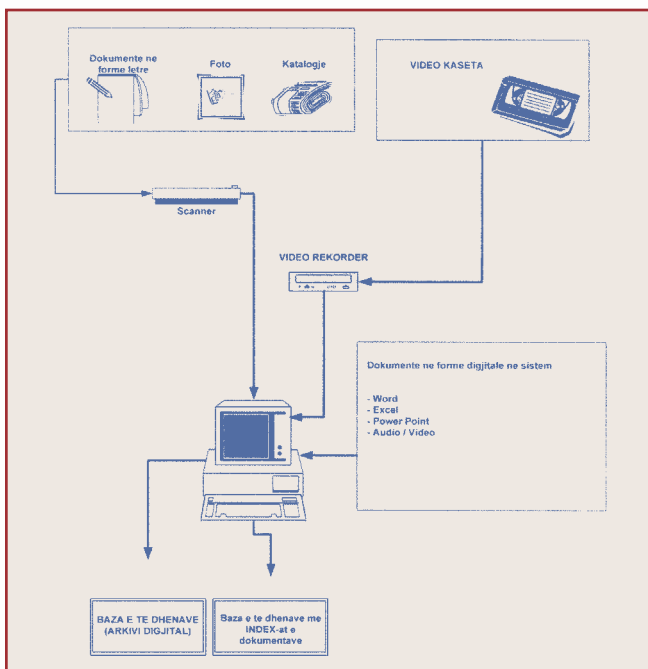 Dokumente ne
forme letre
Foto
Katalogje
VIDEO KASETA
Scanner
VIDEO REKORDER
Dokumente ne forme digjitale ne sistem
- Word
- Excel
- Power Point
- Audio / Video
BAZA E TE DHENAVE
(ARKIVI DIGJITAL)
Baza e te dhenave me
INDEX-at e
dokumentave